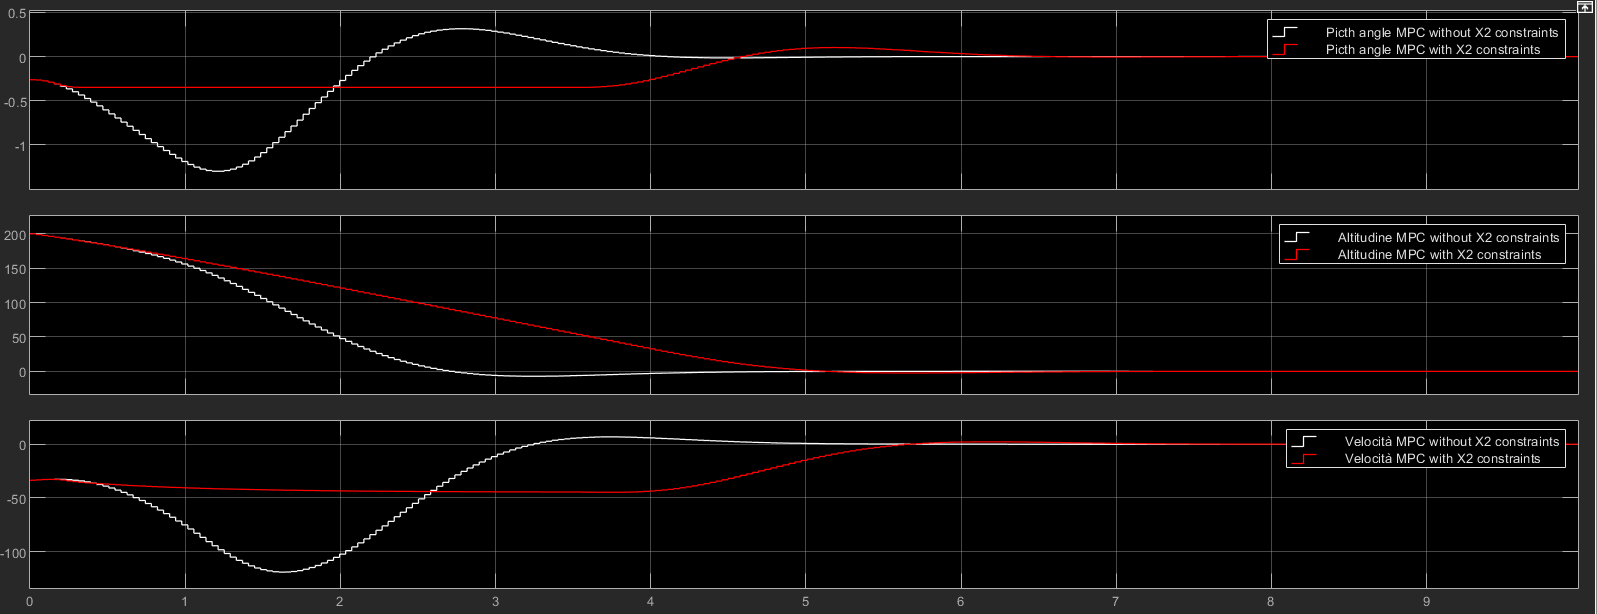 0.5
Picth angle MPC without X2 constraints
Picth angle MPC with X2 constraints
0
-0.5
-1
200
Altitudine MPC without X2 constraints
Altitudine MPC with X2 constraints
150
100
50
0
Velocità MPC without X2 constraints
Velocità MPC with X2 constraints
0
-50
-100
0 1 2 3 4 5 6 7 8 9